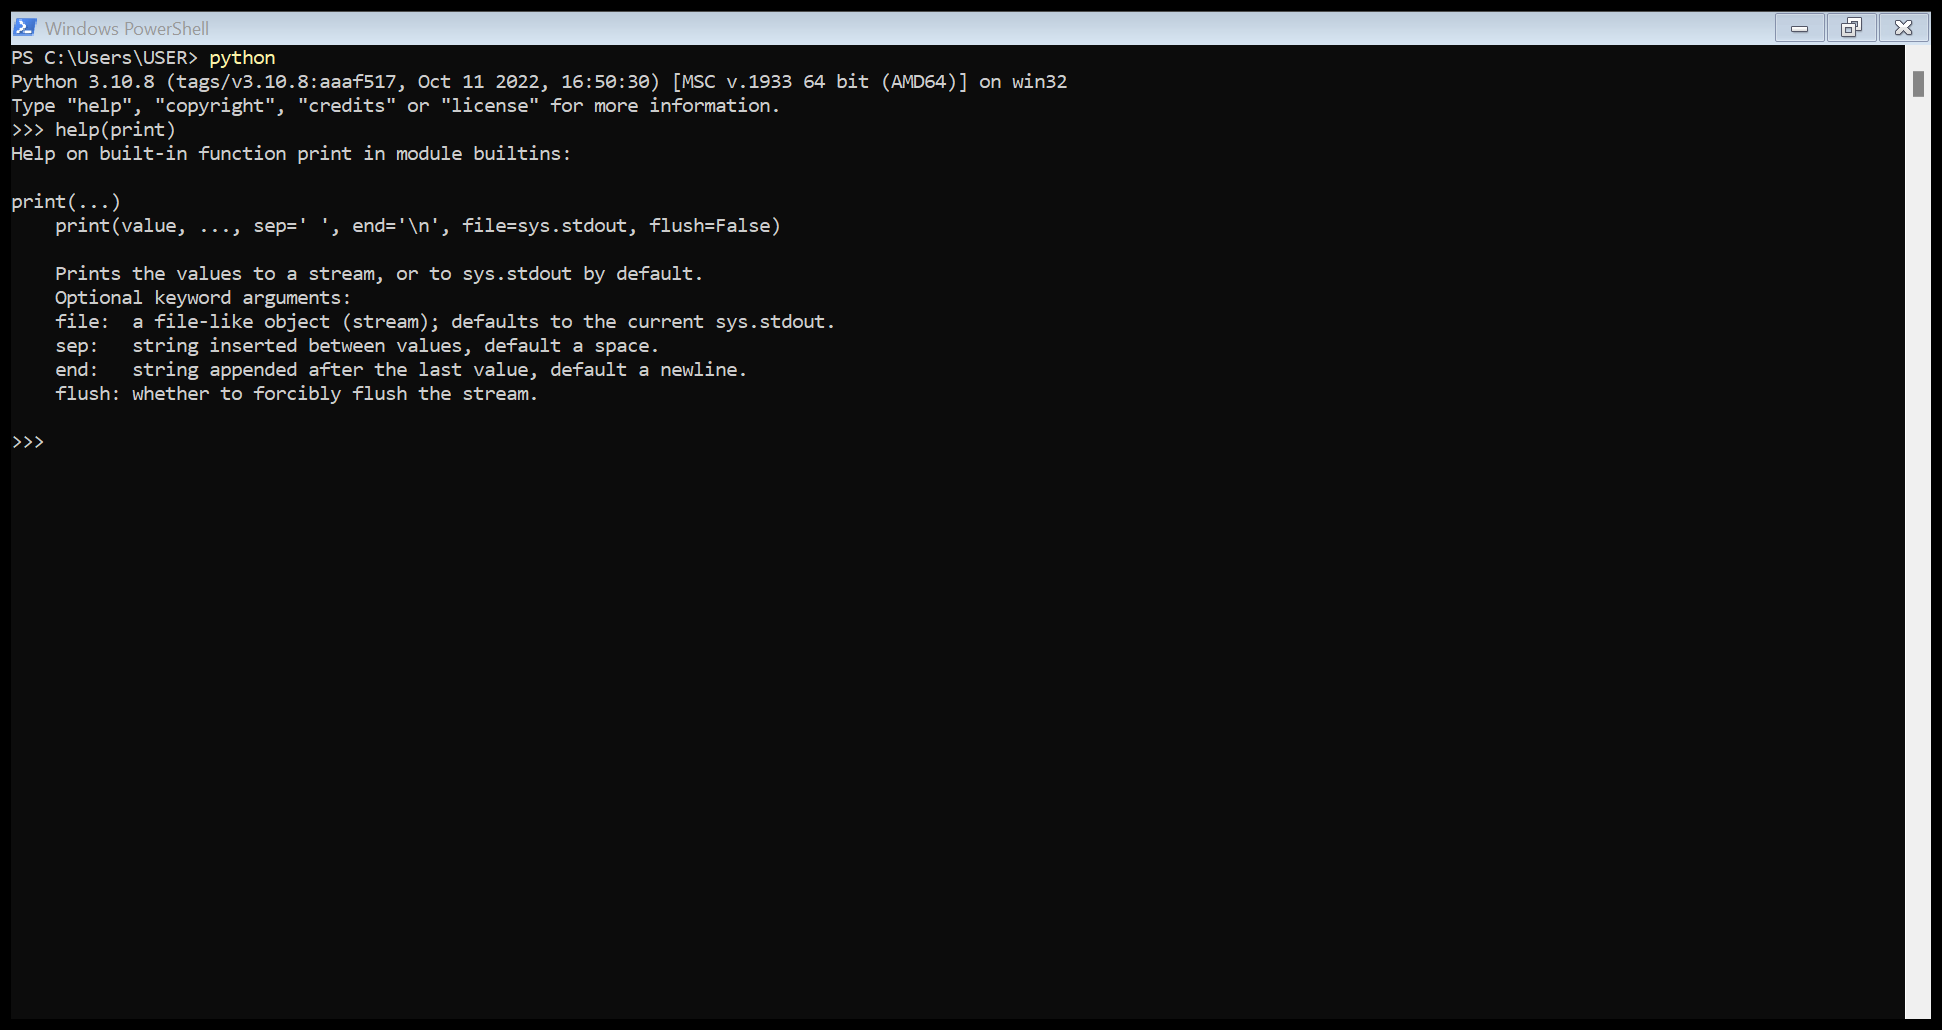 Windows PowerShell
PS C:\Users\USER> python
Python 3.10.8 (tags/v3.10.8:aaaf517, Oct 11 2022, 16:50:30) [MSC v.1933 64 bit (AMD64)] on win32
Type "help", "copyright", "credits" or "license" for more information.
>>> help(print)
Help on built-in function print in module builtins:

print(...)
    print(value, ..., sep=' ', end='\n', file=sys.stdout, flush=False)

    Prints the values to a stream, or to sys.stdout by default.
    Optional keyword arguments:
    file:  a file-like object (stream); defaults to the current sys.stdout.
    sep:   string inserted between values, default a space.
    end:   string appended after the last value, default a newline.
    flush: whether to forcibly flush the stream.

>>>